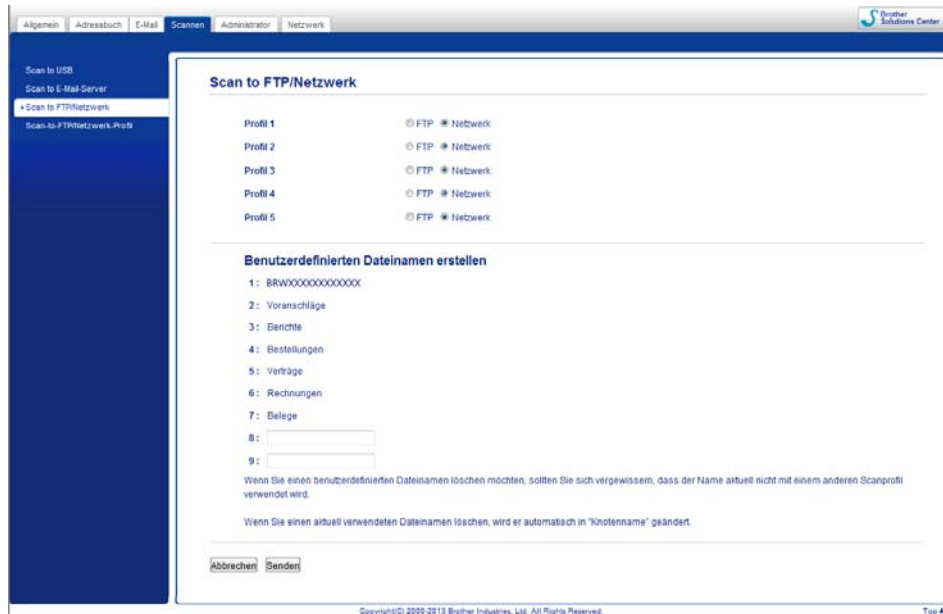 Allgemein Adressbuch E-Mail Scannen Administrator Netzwerk
Brother
Solutions Center
Scan to USB
Scan to E-Mail-Server
Scan to FTP/Netzwerk
Scan-to-FTP/Netzwerk-Profil
Scan to FTP/Netzwerk
Profil 1 FTP Netzwerk
Profil 2 FTP Netzwerk
Profil 3 FTP Netzwerk
Profil 4 FTP Netzwerk
Profil 5 FTP Netzwerk
Benutzerdefinierten Dateinamen erstellen
1: BRWXXXXXXXXXXXX
2: Voranschläge
3: Berichte
4: Bestellungen
5: Verträge
6: Rechnungen
7: Belege
8:
9:
Wenn Sie einen benutzerdefinierten Dateinamen löschen möchten, sollten Sie sich vergewissern, dass der Name aktuell nicht mit einem anderen Scanprofil
verwendet wird.
Wenn Sie einen aktuell verwendeten Dateinamen löschen, wird er automatisch in "Knotenname" geändert.
Abbrechen Senden
Copyright(C) 2000-2013 Brother Industries, Ltd. All Rights Reserved.
Top